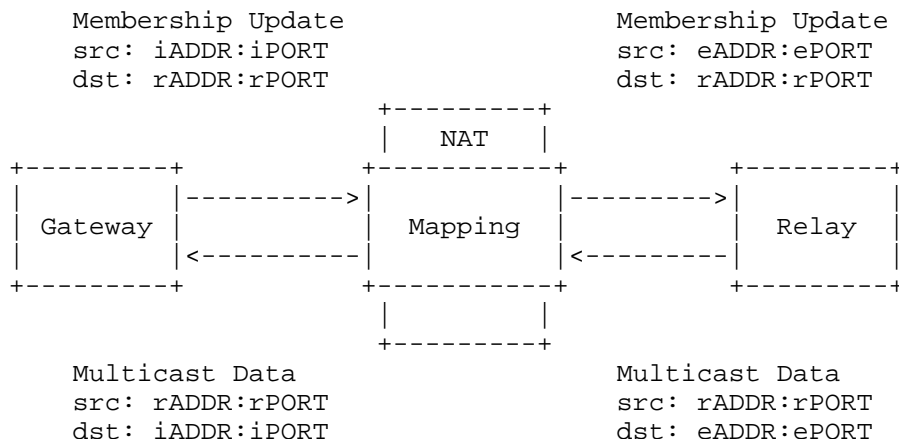 Membership Update Membership Update
src: iADDR:iPORT src: eADDR:ePORT
dst: rADDR:rPORT dst: rADDR:rPORT
NAT
Gateway Mapping Relay
Multicast Data Multicast Data
src: rADDR:rPORT src: rADDR:rPORT
dst: iADDR:iPORT dst: eADDR:ePORT